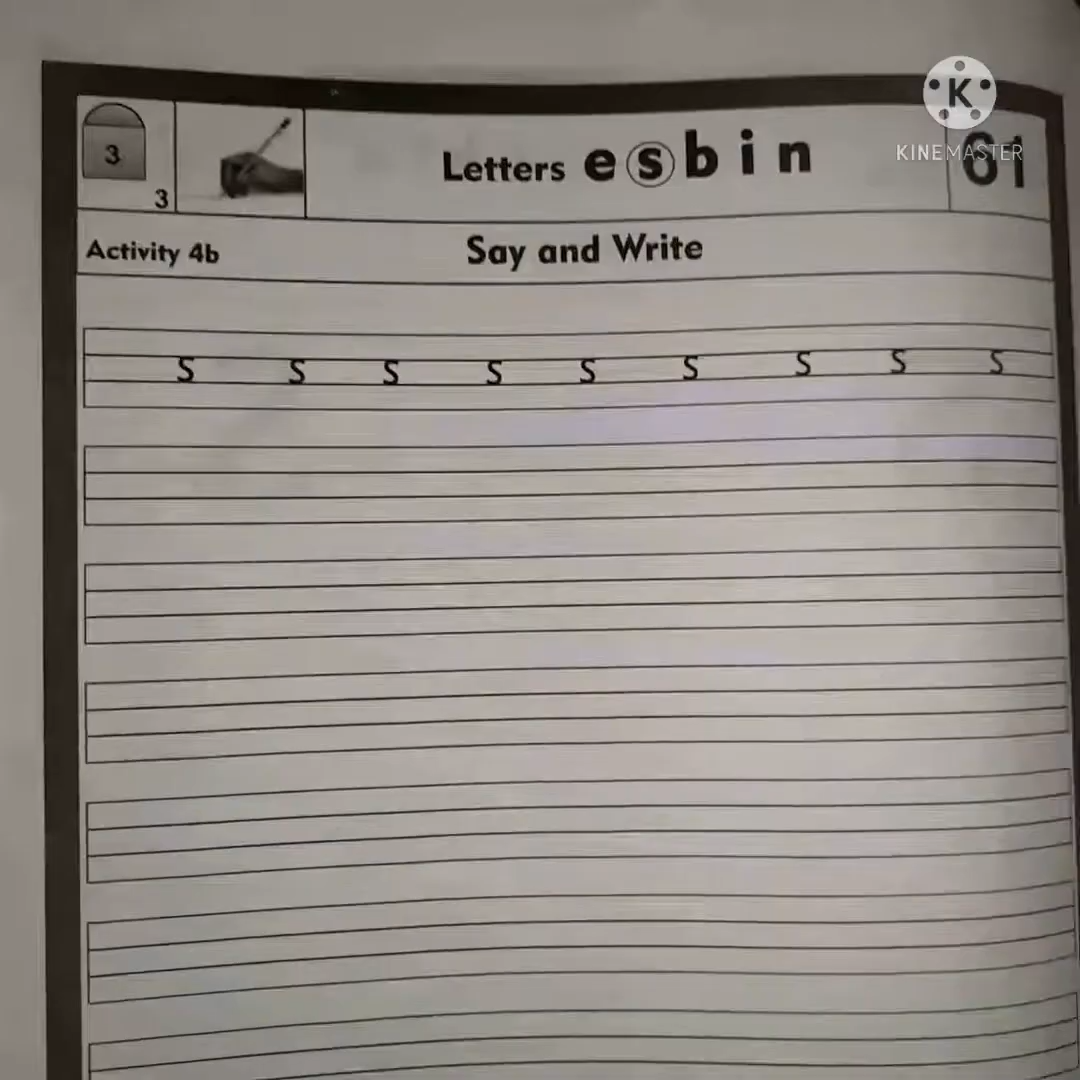 3
3
Letters e s b i n
61
K
KINEMASTER
Activity 4b
Say and Write
s s s s s s s s s